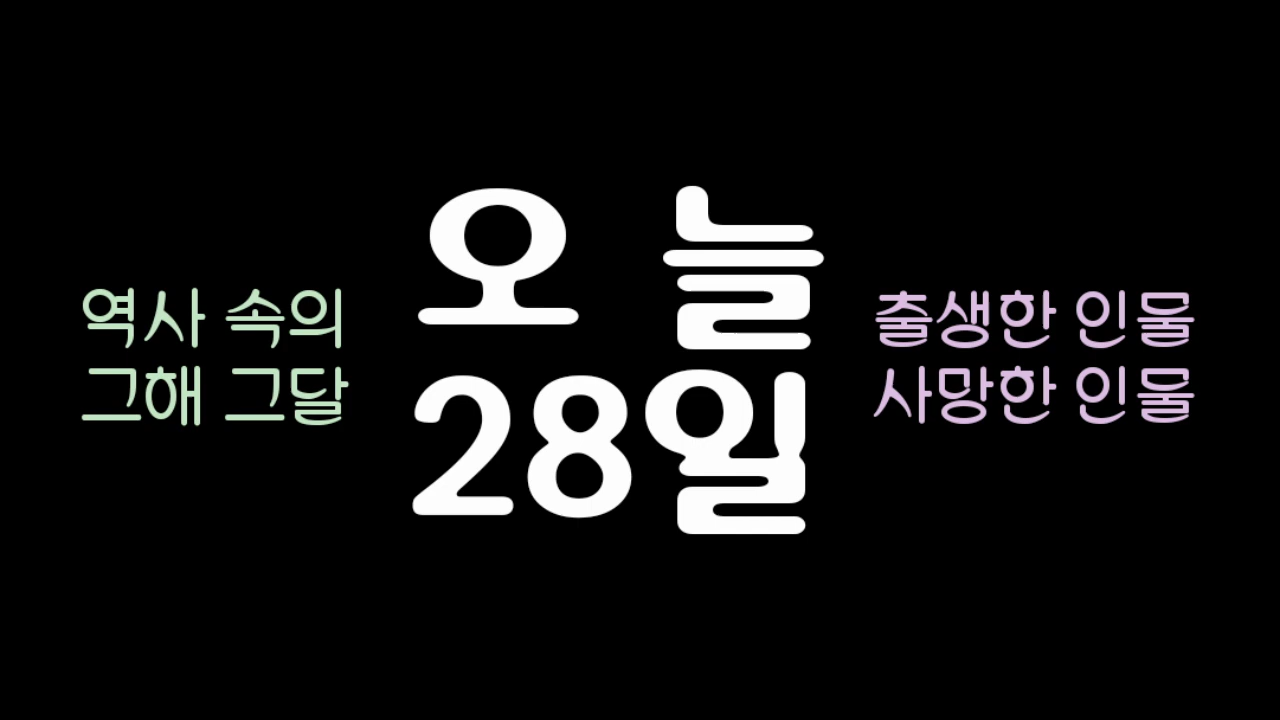 역사 속의
그해 그달
오 늘
28일
출생한 인물
사망한 인물